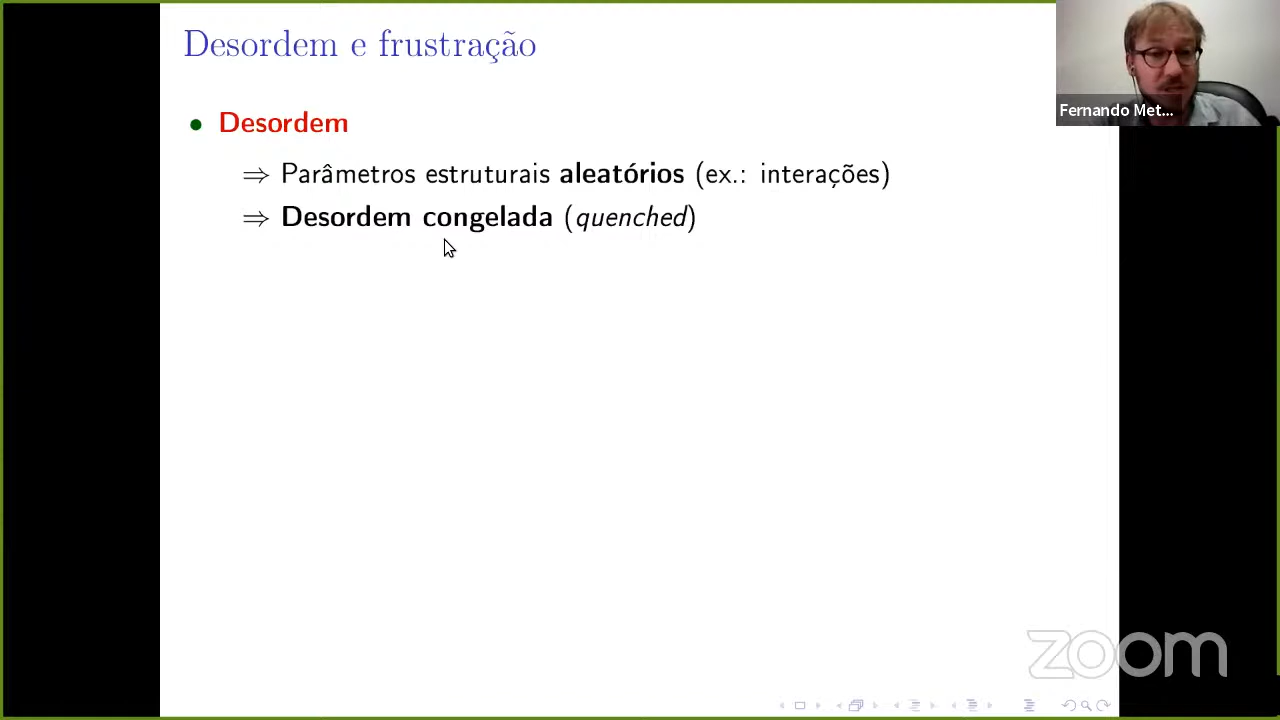 Desordem e frustração
Fernando Met...
• Desordem
⇒ Parâmetros estruturais aleatórios (ex.: interações)
⇒ Desordem congelada (quenched)
zoom